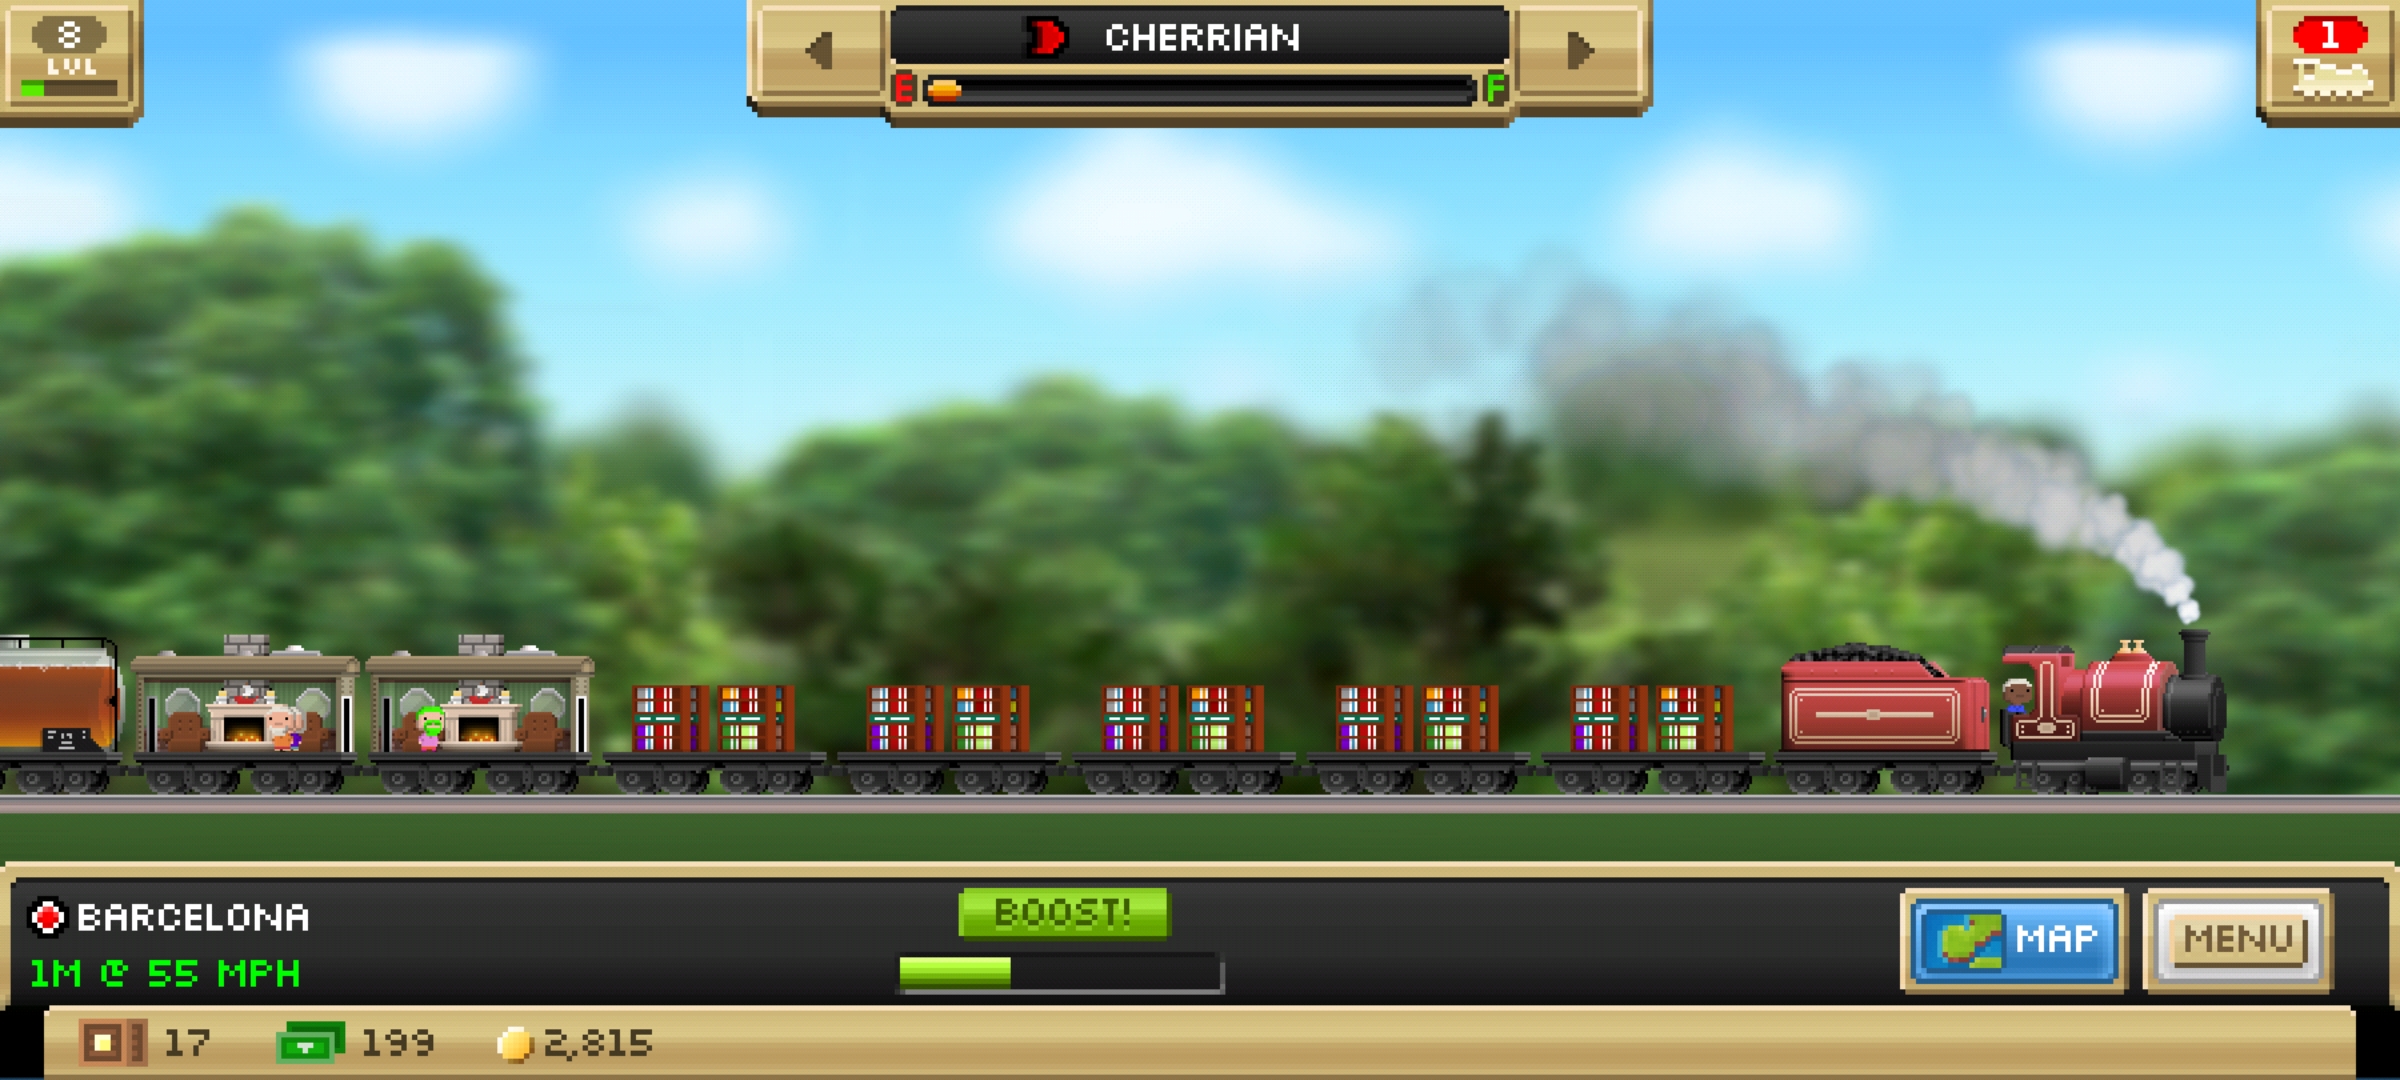 8
LVL
CHERRIAN
E F
1
BARCELONA
BOOST!
1M @ 55 MPH
MAP
MENU
17
199
2,815